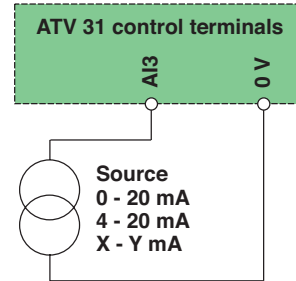 ATV 31 control terminals
AI3
0 V
Source
0 - 20 mA
4 - 20 mA
X - Y mA